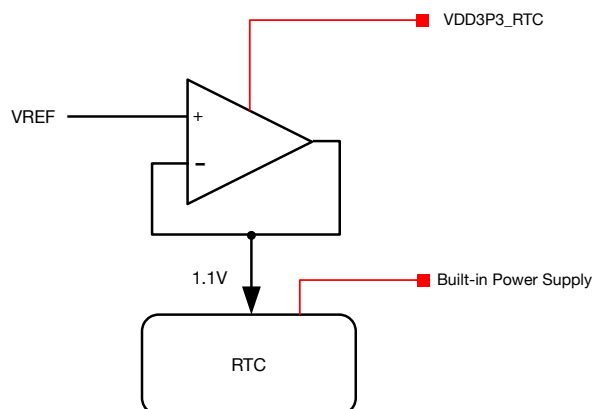 VDD3P3_RTC
VREF
+
-
1.1V
Built-in Power Supply
RTC